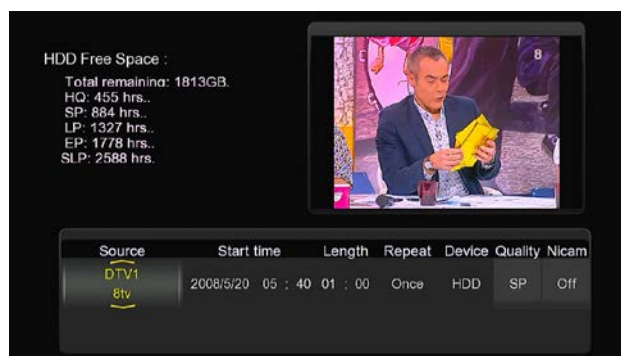 HDD Free Space :
Total remaining: 1813GB.
HQ: 455 hrs..
SP: 884 hrs..
LP: 1327 hrs..
EP: 1778 hrs..
SLP: 2588 hrs.
8
Source Start time Length Repeat Device Quality Nicam
DTV1
8tv
2008/5/20 05 : 40 01 : 00 Once HDD SP Off